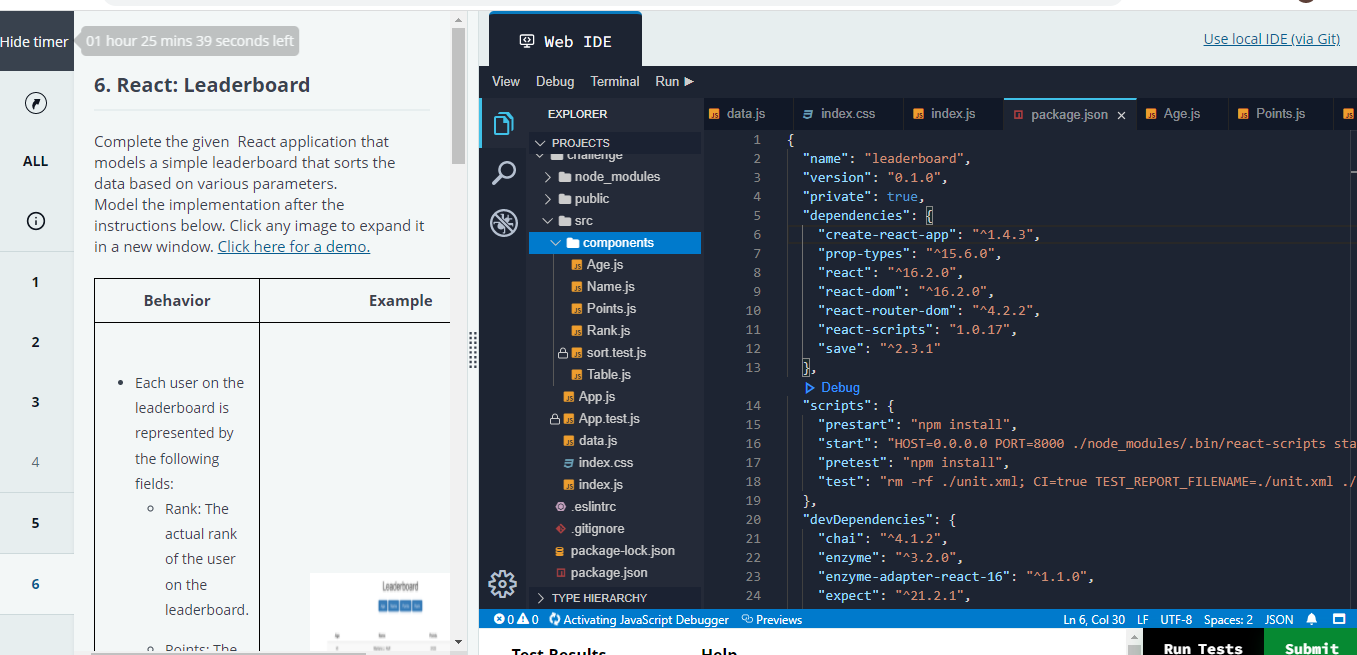 Hide timer
01 hour 25 mins 39 seconds left
ALL
1
2
3
4
5
6
6. React: Leaderboard
Complete the given React application that
models a simple leaderboard that sorts the
data based on various parameters.
Model the implementation after the
instructions below. Click any image to expand it
in a new window. Click here for a demo.
Behavior
Example
Each user on the
leaderboard is
represented by
the following
fields:
Rank: The
actual rank
of the user
on the
leaderboard.
Points: The
Leaderboard
Web IDE
Use local IDE (via Git)
View Debug Terminal Run
EXPLORER
PROJECTS
challenge
node_modules
public
src
components
Age.js
Name.js
Points.js
Rank.js
sort.test.js
Table.js
App.js
App.test.js
data.js
index.css
index.js
.eslintrc
.gitignore
package-lock.json
package.json
TYPE HIERARCHY
data.js index.css index.js package.json × Age.js Points.js
1 {
2 "name": "leaderboard",
3 "version": "0.1.0",
4 "private": true,
5 "dependencies": {
6 "create-react-app": "^1.4.3",
7 "prop-types": "^15.6.0",
8 "react": "^16.2.0",
9 "react-dom": "^16.2.0",
10 "react-router-dom": "^4.2.2",
11 "react-scripts": "1.0.17",
12 "save": "^2.3.1"
13 },
Debug
14 "scripts": {
15 "prestart": "npm install",
16 "start": "HOST=0.0.0.0 PORT=8000 ./node_modules/.bin/react-scripts sta
17 "pretest": "npm install",
18 "test": "rm -rf ./unit.xml; CI=true TEST_REPORT_FILENAME=./unit.xml ./
19 },
20 "devDependencies": {
21 "chai": "^4.1.2",
22 "enzyme": "^3.2.0",
23 "enzyme-adapter-react-16": "^1.1.0",
24 "expect": "^21.2.1",
0 0 Activating JavaScript Debugger Previews
Ln 6, Col 30 LF UTF-8 Spaces: 2 JSON
Test Results Help
Run Tests
Submit